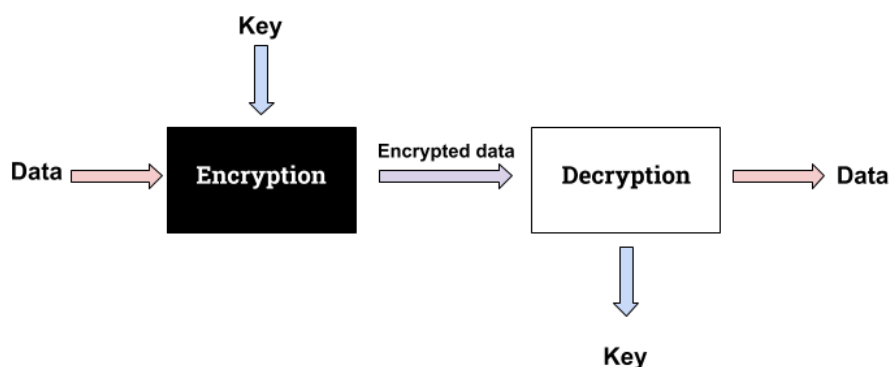 Key
Data
Encryption
Encrypted data
Decryption
Data
Key